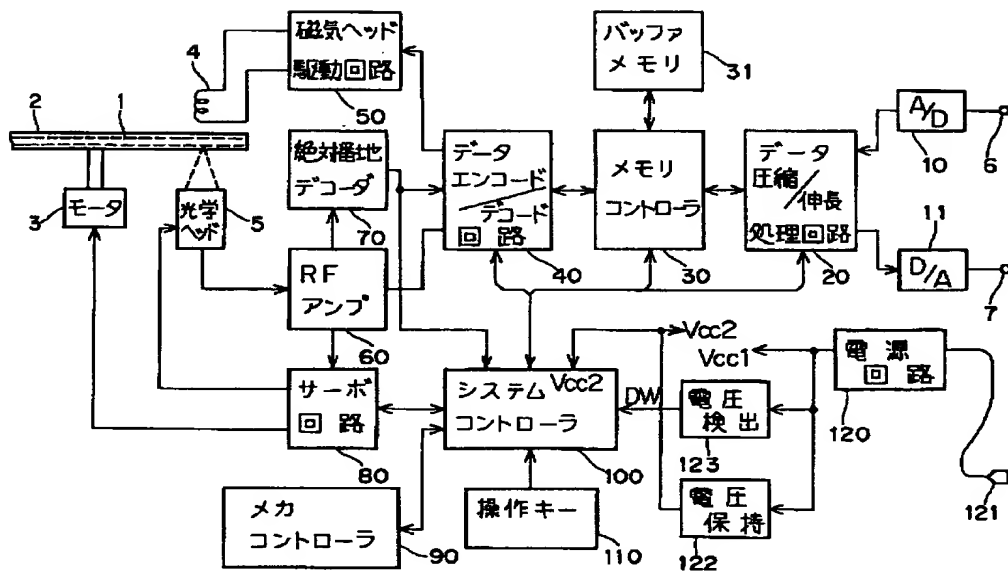 磁気ヘッド
駆動回路
50
4
2
1
バッファ
メモリ
31
A/D
10
6
絶対番地
デコーダ
70
データ
エンコード
/デコード
回路
40
メモリ
コントローラ
30
データ
圧縮
/伸長
処理回路
20
11
D/A
7
モータ
3
光学
ヘッド
5
RF
アンプ
60
サーボ
回路
80
システム
コントローラ
Vcc2
100
DW
Vcc2
Vcc1
電源
回路
120
121
電圧
検出
123
電圧
保持
122
メカ
コントローラ
90
操作キー
110